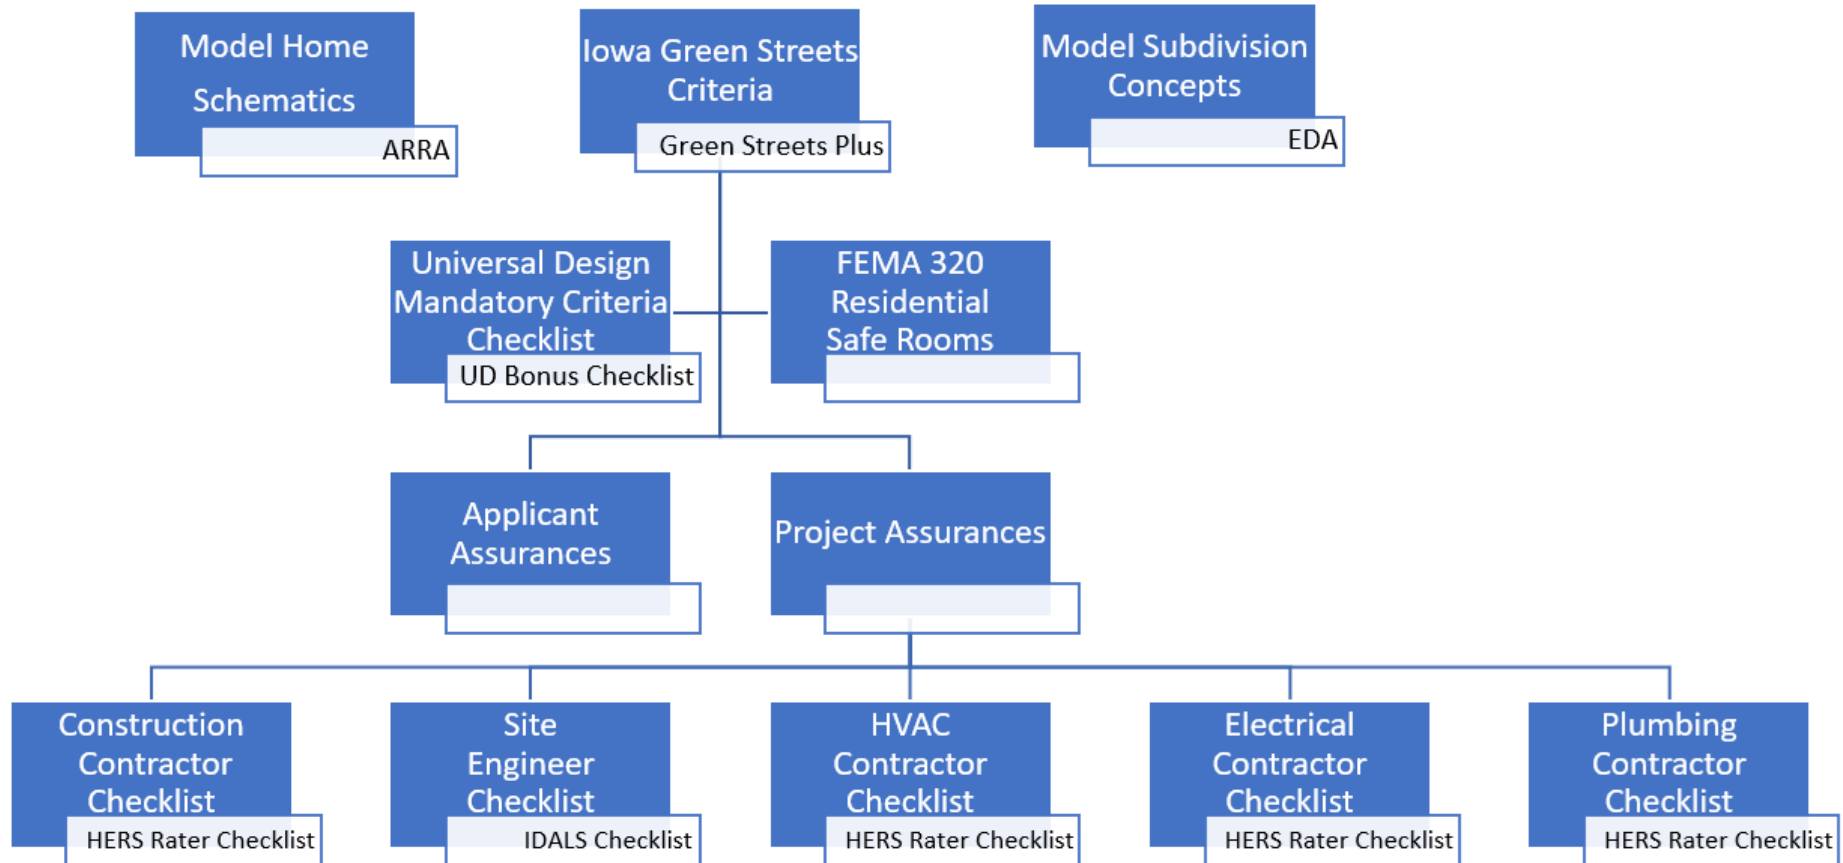 Model Home
Schematics
ARRA
Iowa Green Streets
Criteria
Green Streets Plus
Model Subdivision
Concepts
EDA
Universal Design
Mandatory Criteria
Checklist
UD Bonus Checklist
FEMA 320
Residential
Safe Rooms
Applicant
Assurances
Project Assurances
Construction
Contractor
Checklist
HERS Rater Checklist
Site
Engineer
Checklist
IDALS Checklist
HVAC
Contractor
Checklist
HERS Rater Checklist
Electrical
Contractor
Checklist
HERS Rater Checklist
Plumbing
Contractor
Checklist
HERS Rater Checklist